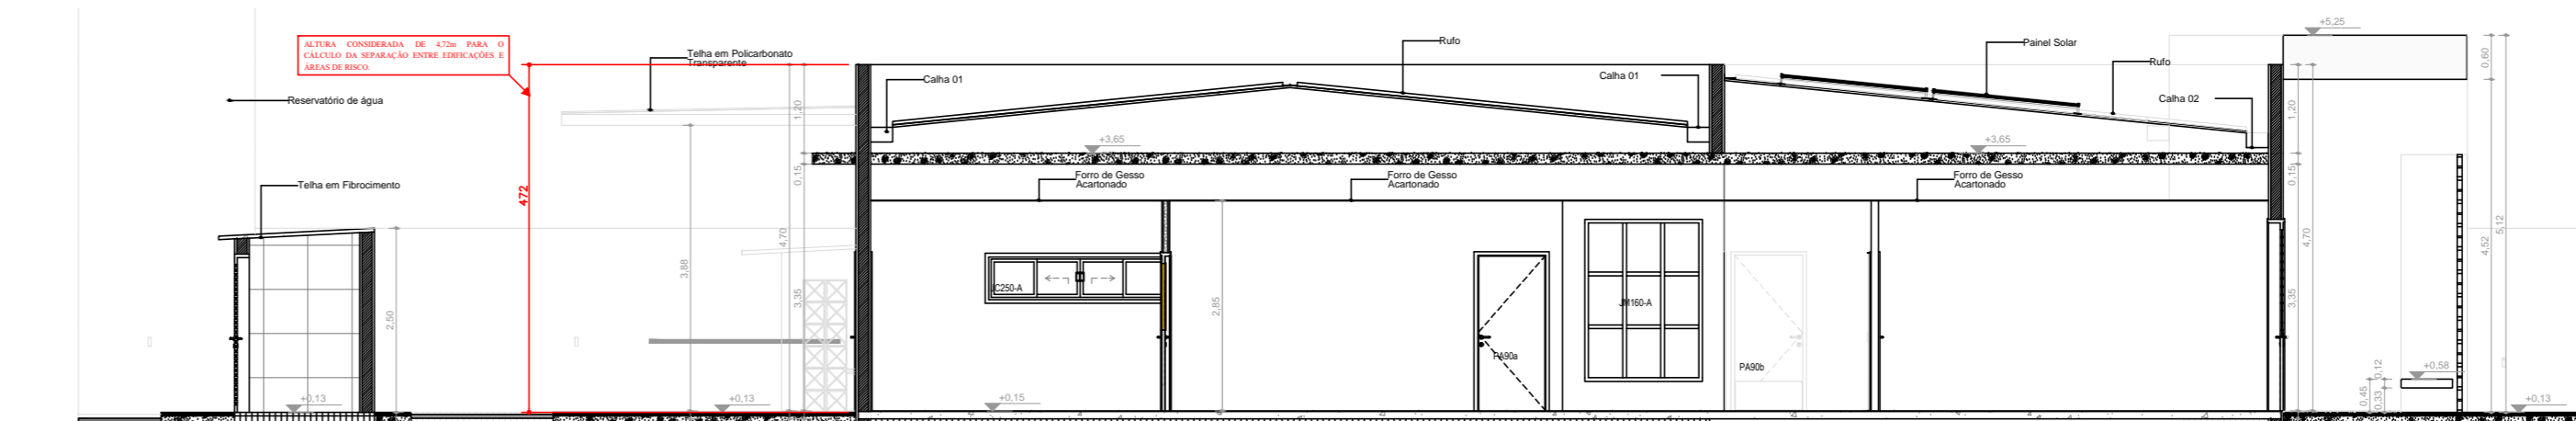 +5,25
ALTURA CONSIDERADA DE 4,72m PARA O
CÁLCULO DA SEPARAÇÃO ENTRE EDIFICAÇÕES E
ÁREAS DE RISCO.
Telha em Policarbonato
Transparente
Rufo
Painel Solar
Rufo
0,60
Calha 01
Calha 01
Calha 02
Reservatório de água
1,20
1,20
+3,65
+3,65
0,15
0,15
Forro de Gesso
Acartonado
Forro de Gesso
Acartonado
Forro de Gesso
Acartonado
Telha em Fibrocimento
472
4,70
3,88
3,35
2,50
2,85
4,70
3,35
4,52
5,12
JC250-A
JM160-A
PA90a
PA90b
0,12
0,45
0,33
+0,58
+0,13
+0,13
+0,15
+0,13